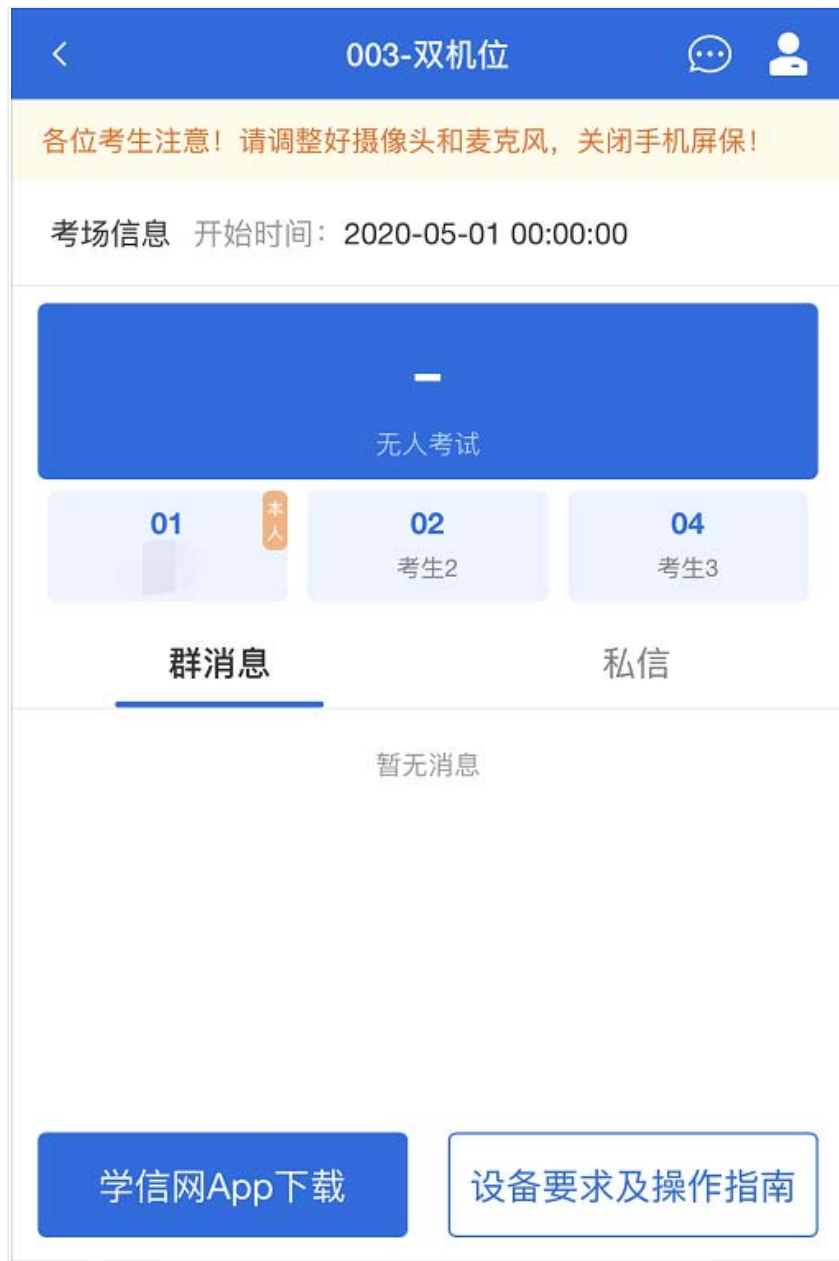 003-双机位
各位考生注意！请调整好摄像头和麦克风，关闭手机屏保！
考场信息 开始时间：2020-05-01 00:00:00
-
无人考试
01 本人
02
考生2
04
考生3
群消息 私信
暂无消息
学信网App下载 设备要求及操作指南